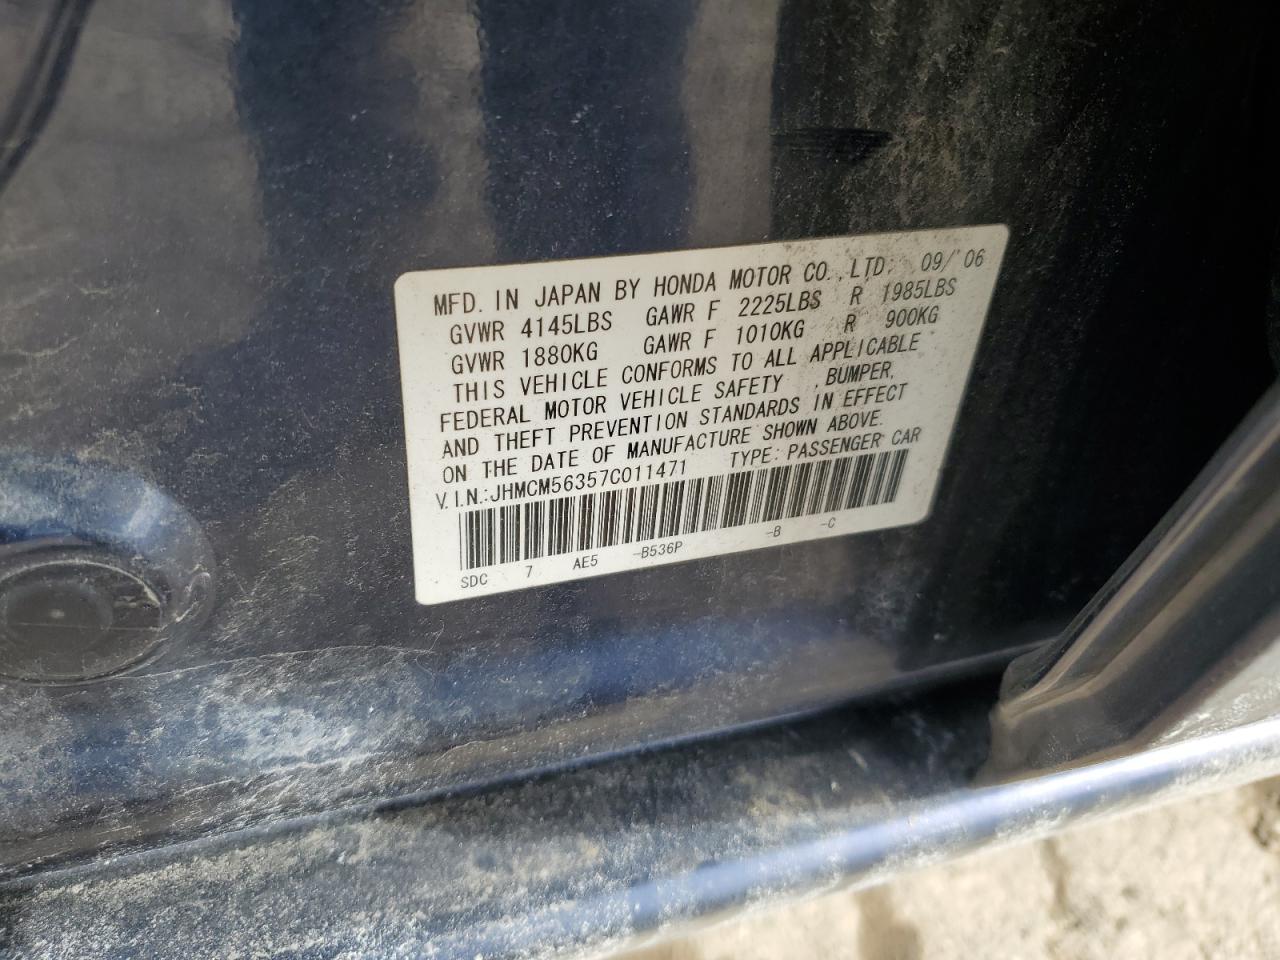 MFD. IN JAPAN BY HONDA MOTOR CO., LTD. 09/'06
GVWR 4145LBS GAWR F 2225LBS R 1985LBS
GVWR 1880KG GAWR F 1010KG R 900KG
THIS VEHICLE CONFORMS TO ALL APPLICABLE
FEDERAL MOTOR VEHICLE SAFETY , BUMPER,
AND THEFT PREVENTION STANDARDS IN EFFECT
ON THE DATE OF MANUFACTURE SHOWN ABOVE.
V.I.N.:JHMCM56357C011471 TYPE: PASSENGER CAR
SDC 7 AE5 -B536P -B -C